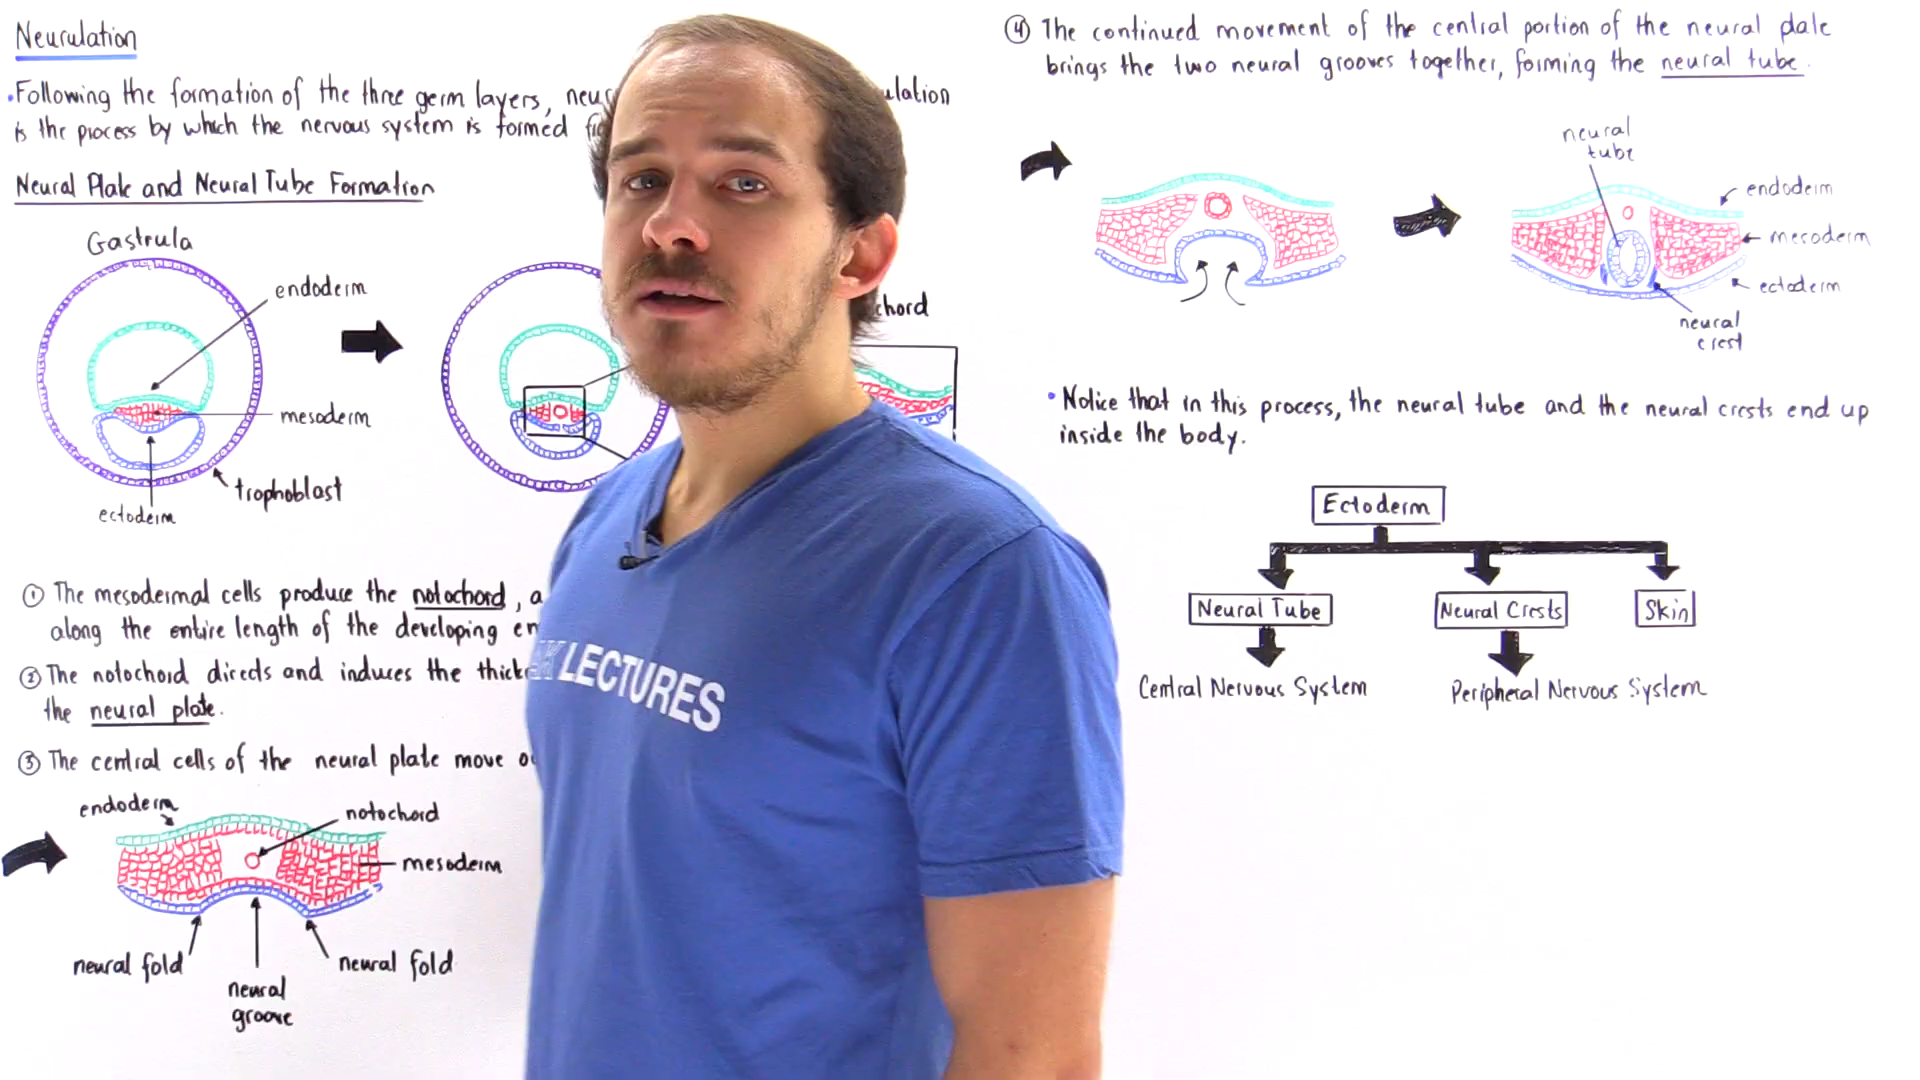 Neurulation
• Following the formation of the three germ layers, neu ulation
is the process by which the nervous system is formed
Neural Plate and Neural Tube Formation
Gastrula
endoderm
mesoderm
trophoblast
ectoderm
chord
① The mesodermal cells produce the notochord, a
along the entire length of the developing
② The notochord directs and induces the
the neural plate.
③ The central cells of the neural plate move
endoderm
notochord
mesoderm
neural fold
neural
groove
neural fold
LECTURES
④ The continued movement of the central portion of the neural plate
brings the two neural grooves together, forming the neural tube.
neural
tube
endoderm
mesoderm
ectoderm
neural
crest
• Notice that in this process, the neural tube and the neural crests end up
inside the body.
Ectoderm
Neural Tube
Neural Crests
Skin
Central Nervous System
Peripheral Nervous System